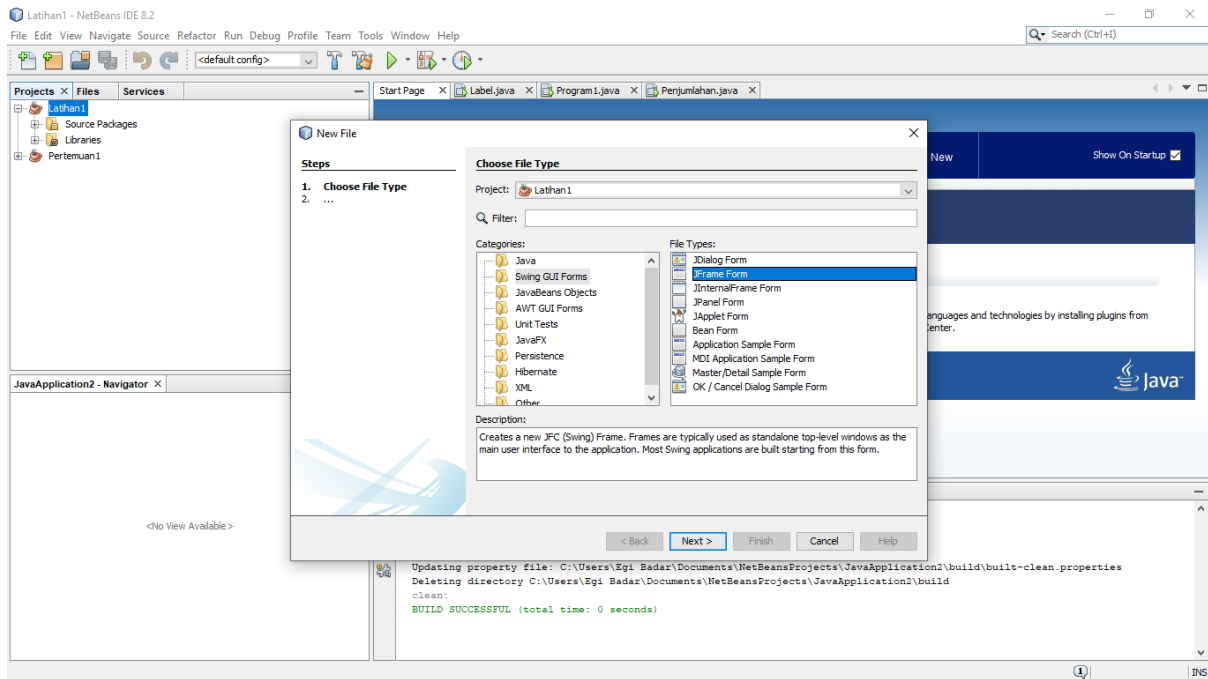 Latihan1 - NetBeans IDE 8.2
File Edit View Navigate Source Refactor Run Debug Profile Team Tools Window Help
Search (Ctrl+I)
<default config>
Projects Files Services
Start Page Label.java Program1.java Penjumlahan.java
Latihan1
Source Packages
Libraries
Pertemuan1
New
Show On Startup
New File
Steps
1. Choose File Type
2. ...
Choose File Type
Project: Latihan1
Filter:
Categories:
Java
Swing GUI Forms
JavaBeans Objects
AWT GUI Forms
Unit Tests
JavaFX
Persistence
Hibernate
XML
Other
File Types:
JDialog Form
JFrame Form
JInternalFrame Form
JPanel Form
JApplet Form
Bean Form
Application Sample Form
MDI Application Sample Form
Master/Detail Sample Form
OK / Cancel Dialog Sample Form
Description:
Creates a new JFC (Swing) Frame. Frames are typically used as standalone top-level windows as the
main user interface to the application. Most Swing applications are built starting from this form.
< Back Next > Finish Cancel Help
anguages and technologies by installing plugins from
Center.
Java
JavaApplication2 - Navigator
<No View Available>
Updating property file: C:\Users\Egi Badar\Documents\NetBeansProjects\JavaApplication2\build\built-clean.properties
Deleting directory C:\Users\Egi Badar\Documents\NetBeansProjects\JavaApplication2\build
clean:
BUILD SUCCESSFUL (total time: 0 seconds)
1
INS